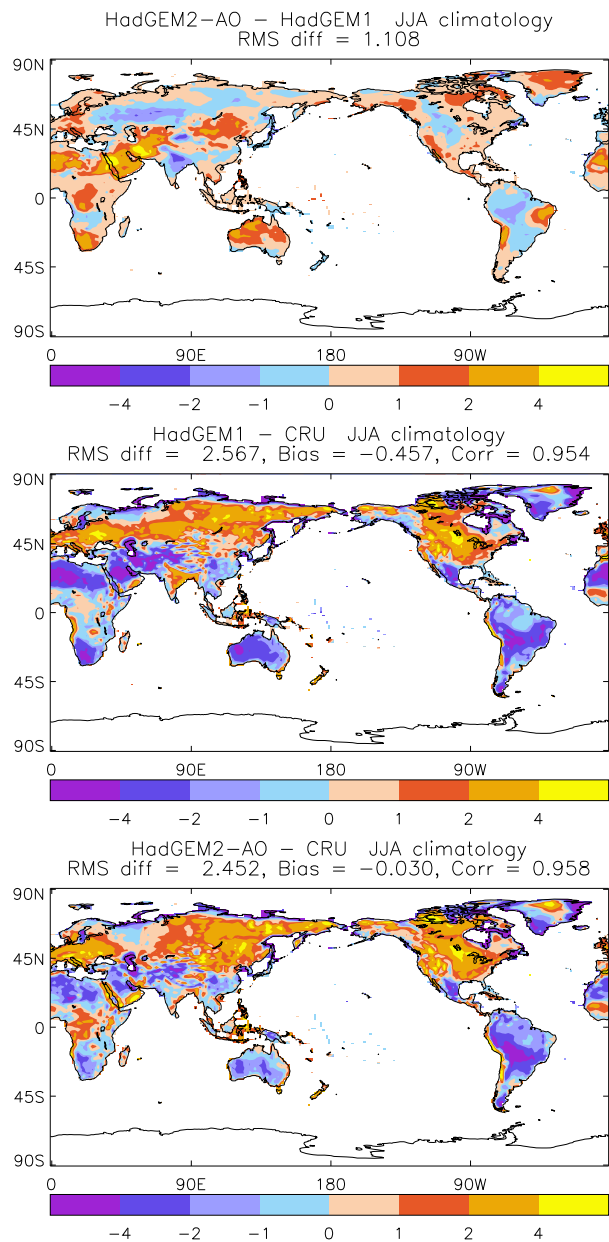 HadGEM2-AO - HadGEM1 JJA climatology
RMS diff = 1.108
90N
45N
0
45S
90S
0 90E 180 90W
-4 -2 -1 0 1 2 4
HadGEM1 - CRU JJA climatology
RMS diff = 2.567, Bias = -0.457, Corr = 0.954
90N
45N
0
45S
90S
0 90E 180 90W
-4 -2 -1 0 1 2 4
HadGEM2-AO - CRU JJA climatology
RMS diff = 2.452, Bias = -0.030, Corr = 0.958
90N
45N
0
45S
90S
0 90E 180 90W
-4 -2 -1 0 1 2 4